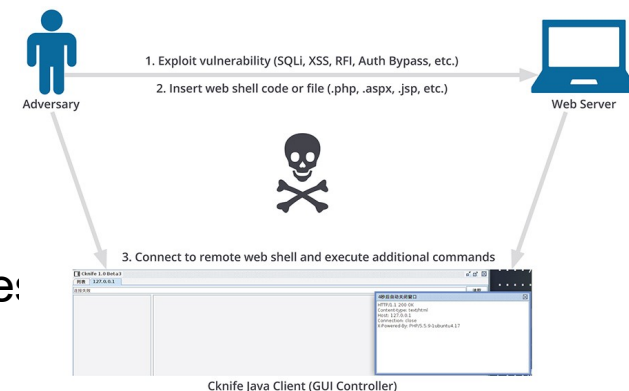 1. Exploit vulnerability (SQLi, XSS, RFI, Auth Bypass, etc.)
2. Insert web shell code or file (.php, .aspx, .jsp, etc.)
Adversary
Web Server
3. Connect to remote web shell and execute additional commands
Cknife 1.0 Beta3
列表 127.0.0.1
HTTP/1.1 200 OK
Content-type: text/html
Host: 127.0.0.1
Connection: close
X-Powered-By: PHP/5.5.9-1ubuntu4.17
Cknife Java Client (GUI Controller)